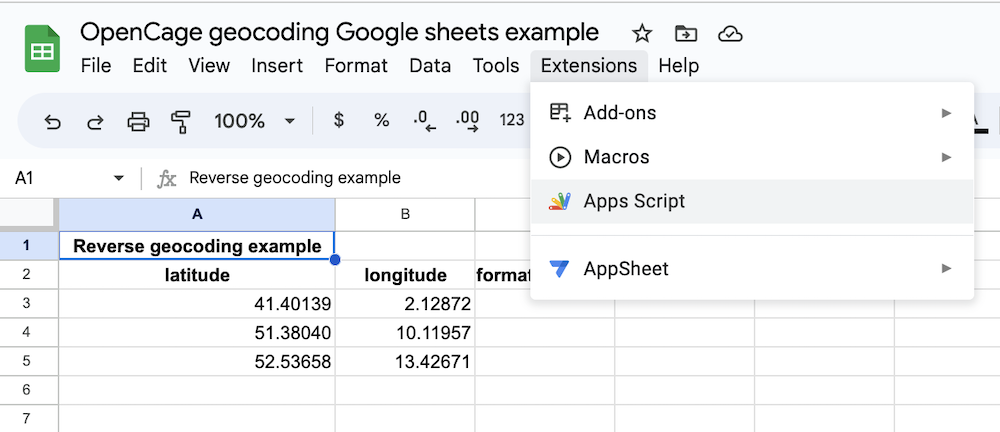 OpenCage geocoding Google sheets example
File Edit View Insert Format Data Tools Extensions Help
100% $ % .0 .00 123
Add-ons
Macros
Apps Script
AppSheet
A1 fx Reverse geocoding example
A B
1 Reverse geocoding example
2 latitude longitude
3 41.40139 2.12872
4 51.38040 10.11957
5 52.53658 13.42671
6
7